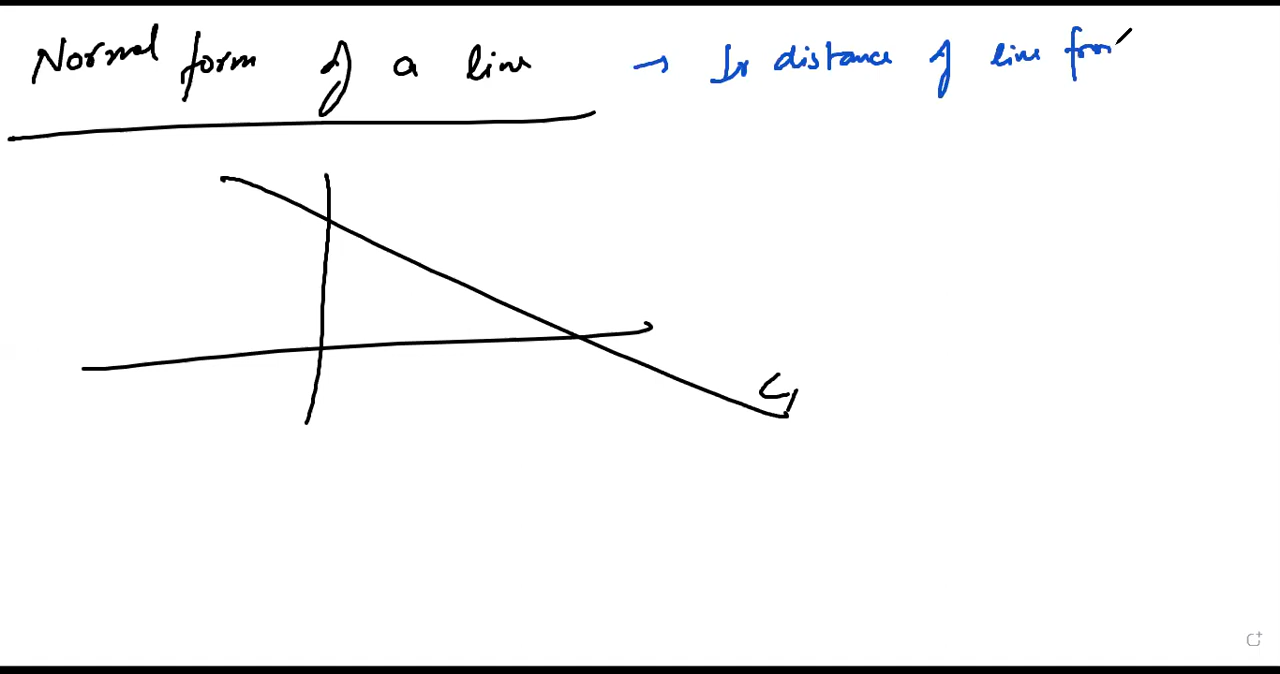 Normal form of a line → ⊥r distance of line from